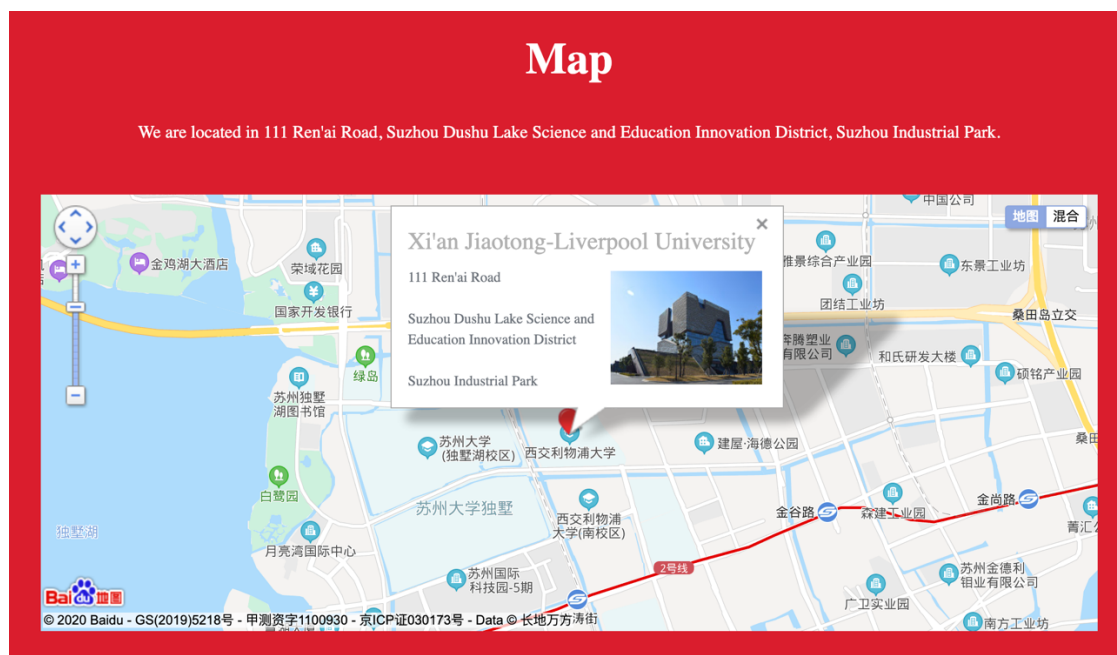 Map
We are located in 111 Ren'ai Road, Suzhou Dushu Lake Science and Education Innovation District, Suzhou Industrial Park.
中国公司
地图 混合
Xi'an Jiaotong-Liverpool University
×
111 Ren'ai Road
Suzhou Dushu Lake Science and
Education Innovation District
Suzhou Industrial Park
金鸡湖大酒店
荣域花园
国家开发银行
雅景综合产业园
东景工业坊
团结工业坊
桑田岛立交
奔腾塑业
有限公司
和氏研发大楼
硕铭产业园
绿岛
苏州独墅
湖图书馆
苏州大学
(独墅湖校区)
西交利物浦大学
建屋·海德公园
桑田
白鹭园
苏州大学独墅
西交利物浦
大学(南校区)
金谷路
森建工业园
金尚路
独墅湖
月亮湾国际中心
2号线
苏州国际
科技园-5期
苏州金德利
铝业有限公司
广卫实业园
南方工业坊
Bai du 地图
© 2020 Baidu - GS(2019)5218号 - 甲测资字1100930 - 京ICP证030173号 - Data © 长地万方
涛街